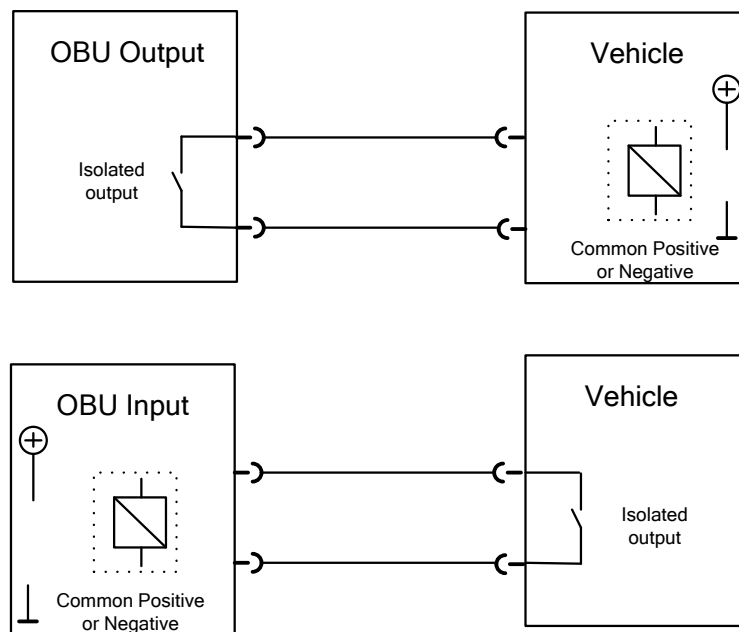 OBU Output
Vehicle
Isolated
output
Common Positive
or Negative
OBU Input
Vehicle
Isolated
output
Common Positive
or Negative